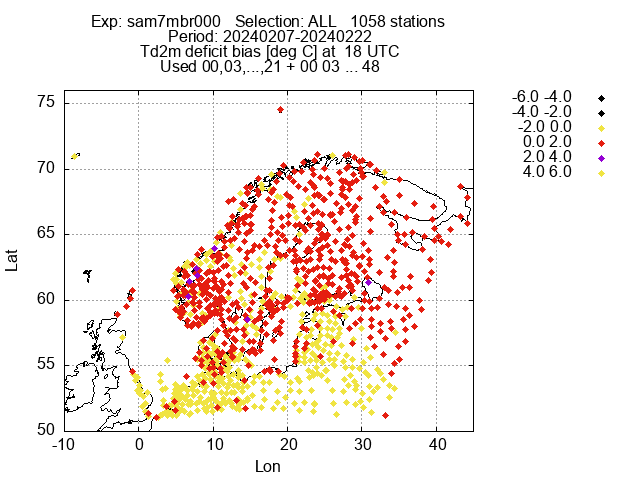 Exp: sam7mbr000 Selection: ALL 1058 stations
Period: 20240207-20240222
Td2m deficit bias [deg C] at 18 UTC
Used 00,03,...,21 + 00 03 ... 48
-6.0 -4.0
-4.0 -2.0
-2.0 0.0
0.0 2.0
2.0 4.0
4.0 6.0
75
70
65
60
55
50
Lat
-10 0 10 20 30 40
Lon